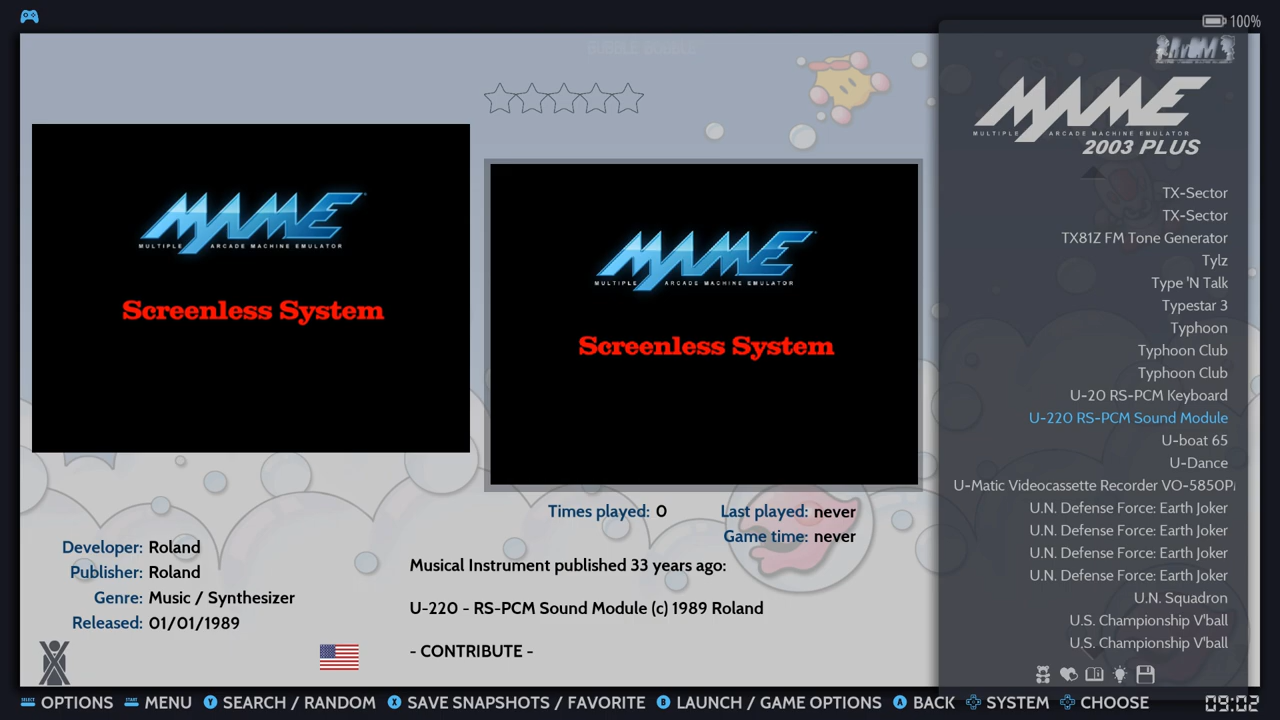 100%
MAME
MULTIPLE ARCADE MACHINE EMULATOR
2003 PLUS
MAME
MULTIPLE ARCADE MACHINE EMULATOR
Screenless System
MAME
MULTIPLE ARCADE MACHINE EMULATOR
Screenless System
TX-Sector
TX-Sector
TX81Z FM Tone Generator
Tylz
Type 'N Talk
Typestar 3
Typhoon
Typhoon Club
Typhoon Club
U-20 RS-PCM Keyboard
U-220 RS-PCM Sound Module
U-boat 65
U-Dance
U-Matic Videocassette Recorder VO-5850P
U.N. Defense Force: Earth Joker
U.N. Defense Force: Earth Joker
U.N. Defense Force: Earth Joker
U.N. Defense Force: Earth Joker
U.N. Squadron
U.S. Championship V'ball
U.S. Championship V'ball
Times played: 0 Last played: never
Game time: never
Developer: Roland
Publisher: Roland
Genre: Music / Synthesizer
Released: 01/01/1989
Musical Instrument published 33 years ago:
U-220 - RS-PCM Sound Module (c) 1989 Roland
- CONTRIBUTE -
SELECT OPTIONS START MENU Y SEARCH / RANDOM X SAVE SNAPSHOTS / FAVORITE B LAUNCH / GAME OPTIONS A BACK SYSTEM CHOOSE 09:02